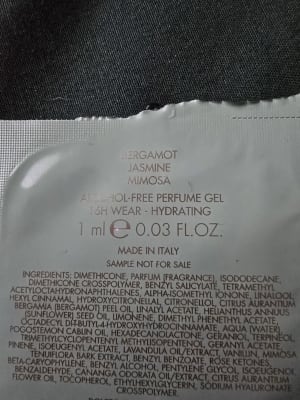 BERGAMOT
JASMINE
MIMOSA
ALCOHOL-FREE PERFUME GEL
16H WEAR - HYDRATING
1 ml ℮ 0.03 FL.OZ.
MADE IN ITALY
SAMPLE NOT FOR SALE
INGREDIENTS: DIMETHICONE, PARFUM (FRAGRANCE), ISODODECANE,
DIMETHICONE CROSSPOLYMER, BENZYL SALICYLATE, TETRAMETHYL
ACETYLOCTAHYDRONAPHTHALENES, ALPHA-ISOMETHYL IONONE, LINALOOL,
HEXYL CINNAMAL, HYDROXYCITRONELLAL, CITRONELLOL, CITRUS AURANTIUM
BERGAMIA (BERGAMOT) PEEL OIL, LINALYL ACETATE, HELIANTHUS ANNUUS
(SUNFLOWER) SEED OIL, LIMONENE, DIMETHYL PHENETHYL ACETATE,
OCTADECYL DI-T-BUTYL-4-HYDROXYHYDROCINNAMATE, AQUA (WATER),
POGOSTEMON CABLIN OIL, HEXADECANOLACTONE, GERANIOL, TERPINEOL,
TRIMETHYLCYCLOPENTENYL METHYLISOPENTENOL, GERANYL ACETATE,
PINENE, ISOEUGENYL ACETATE, LAVANDULA OIL/EXTRACT, VANILLIN, MIMOSA
TENUIFLORA BARK EXTRACT, BENZYL BENZOATE, ROSE KETONES,
BETA-CARYOPHYLLENE, BENZYL ALCOHOL, PENTYLENE GLYCOL, ISOEUGENOL,
BENZALDEHYDE, CANANGA ODORATA OIL/EXTRACT, CITRUS AURANTIUM
FLOWER OIL, TOCOPHEROL, ETHYLHEXYLGLYCERIN, SODIUM HYALURONATE
CROSSPOLYMER